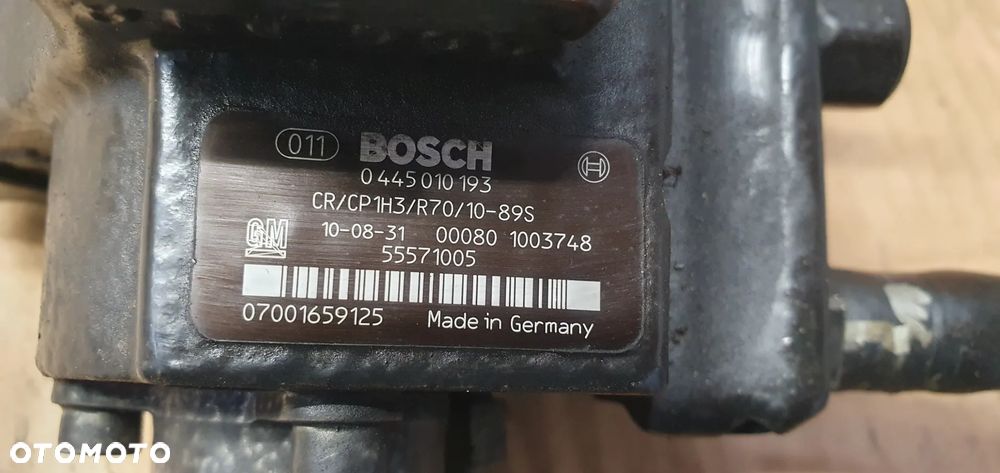 011 BOSCH
0 445 010 193
CR/CP1H3/R70/10-89S
GM 10-08-31 00080 1003748
55571005
07001659125 Made in Germany
OTOMOTO